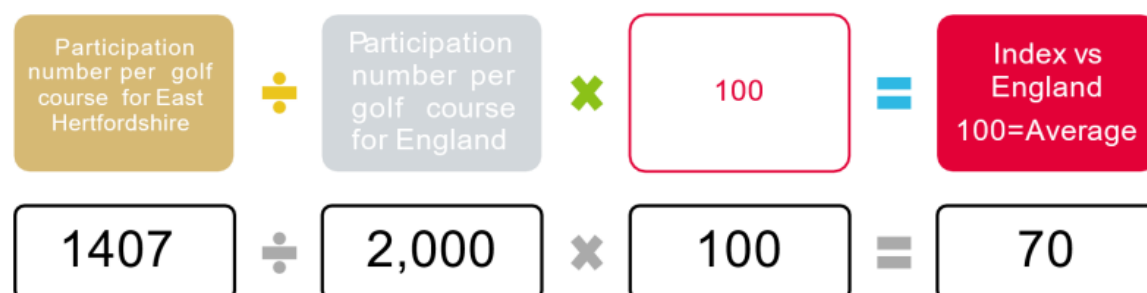 Participation
number per golf
course for East
Hertfordshire
÷
Participation
number per
golf course
for England
×
100
=
Index vs
England
100=Average
1407 ÷ 2,000 × 100 = 70